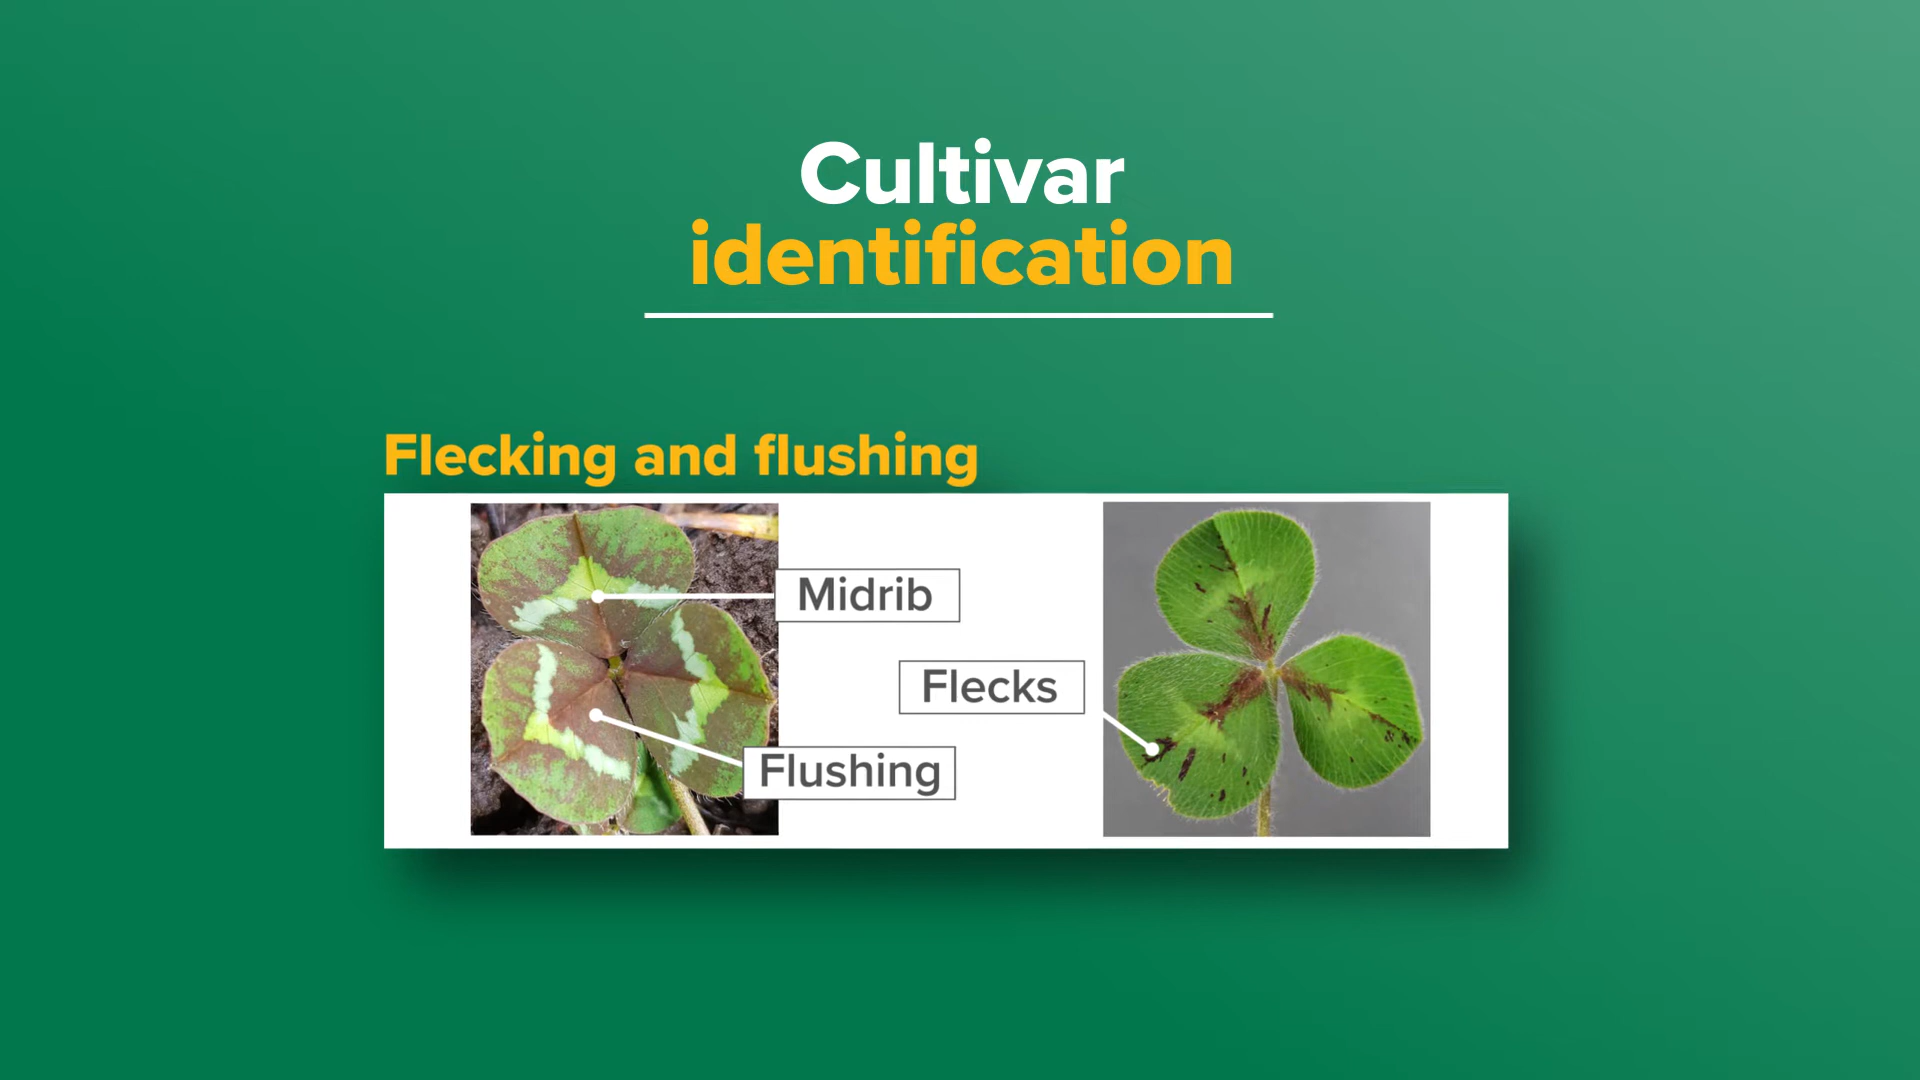 Cultivar
identification
Flecking and flushing
Midrib
Flecks
Flushing